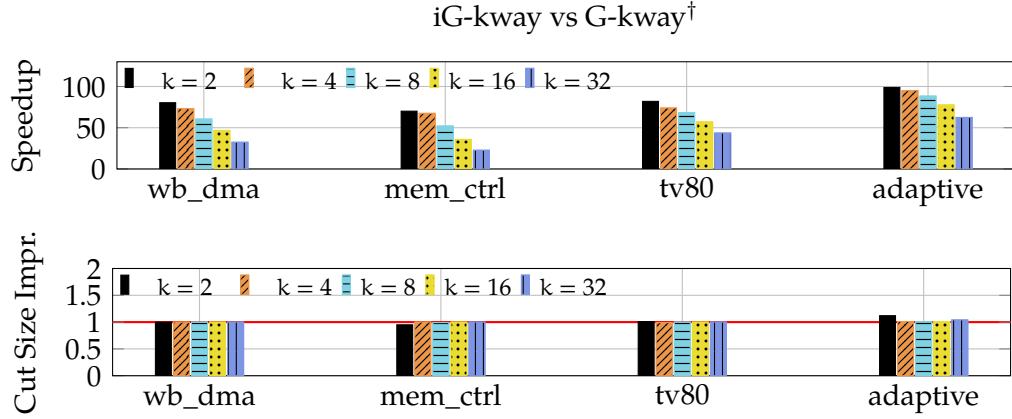 iG-kway vs G-kway†
Speedup
100
50
0
k = 2 k = 4 k = 8 k = 16 k = 32
wb_dma mem_ctrl tv80 adaptive
Cut Size Impr.
2
1.5
1
0.5
0
k = 2 k = 4 k = 8 k = 16 k = 32
wb_dma mem_ctrl tv80 adaptive